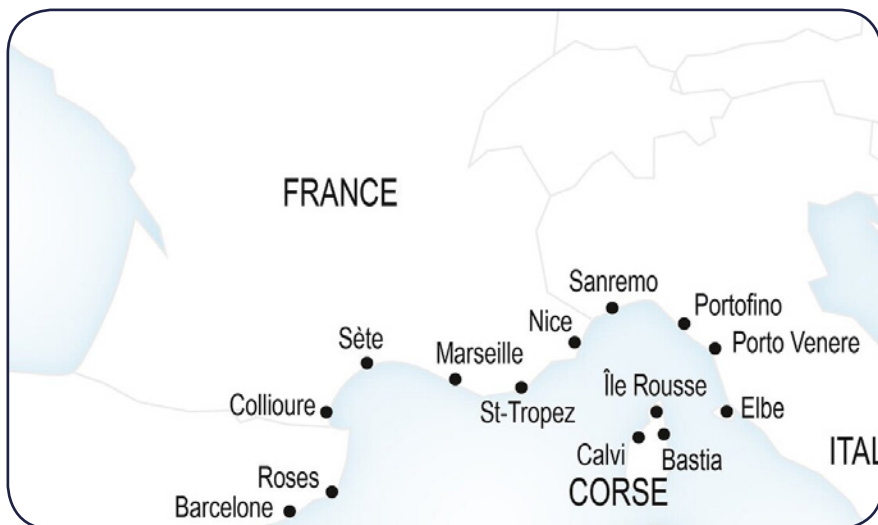 FRANCE
Sanremo
Portofino
Nice
Porto Venere
Sète
Marseille
Île Rousse
Collioure
St-Tropez
Elbe
Calvi
Bastia
ITAL
Roses
CORSE
Barcelone